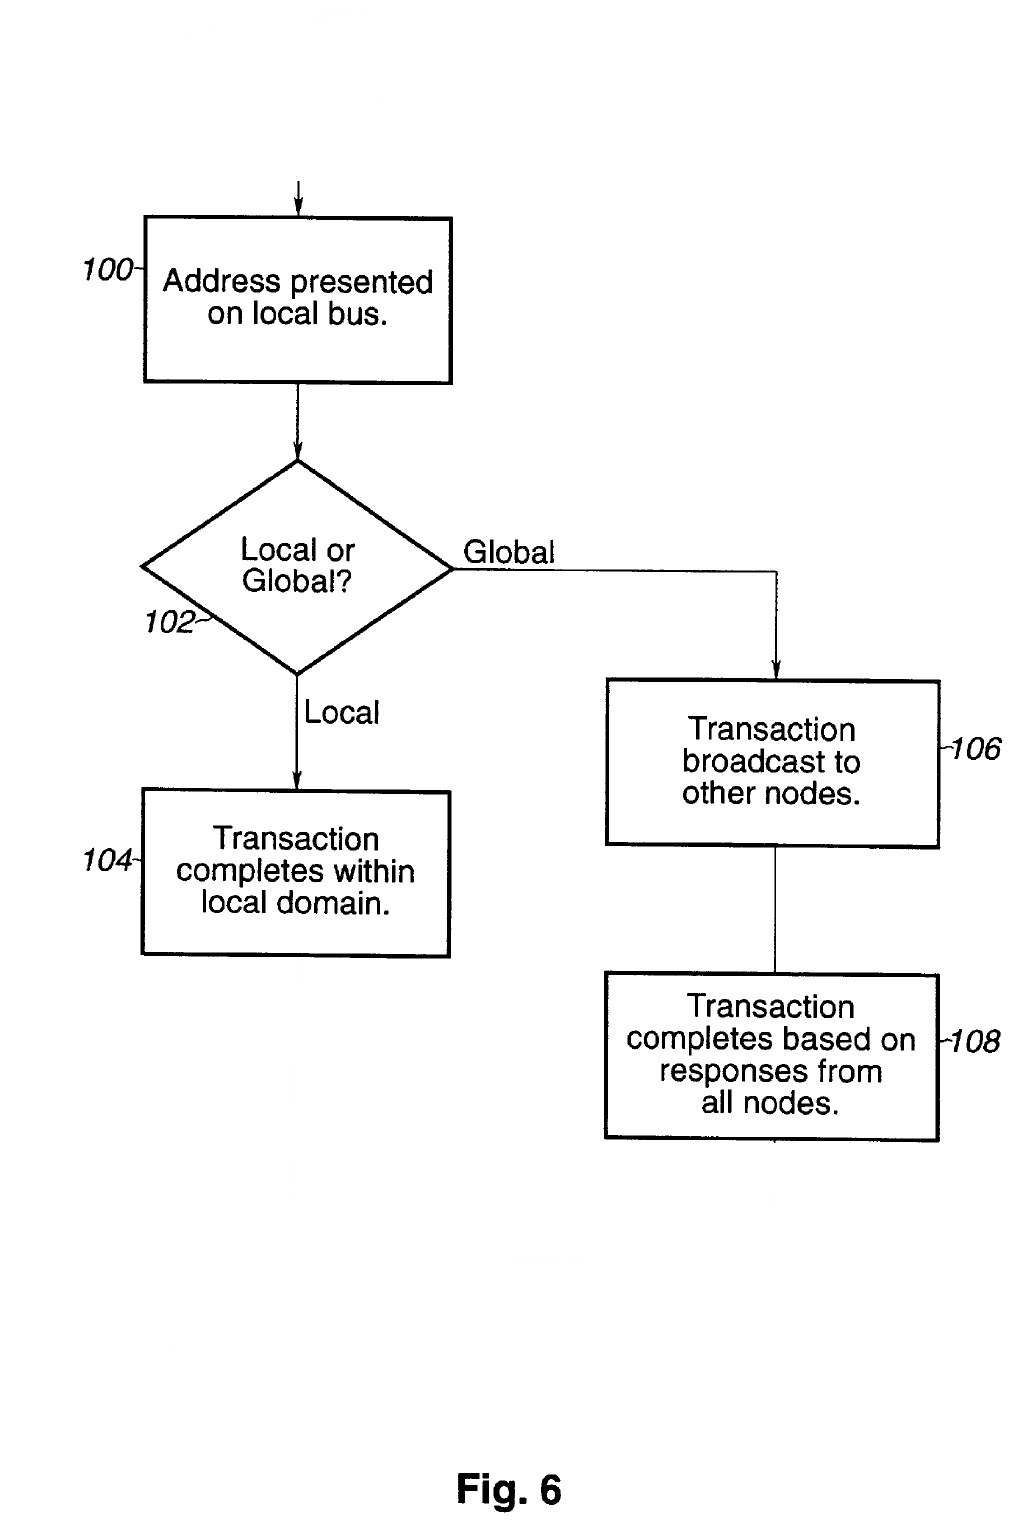 100
Address presented
on local bus.
Local or
Global?
Global
102
Local
Transaction
broadcast to
other nodes.
106
104
Transaction
completes within
local domain.
Transaction
completes based on
responses from
all nodes.
108
Fig. 6